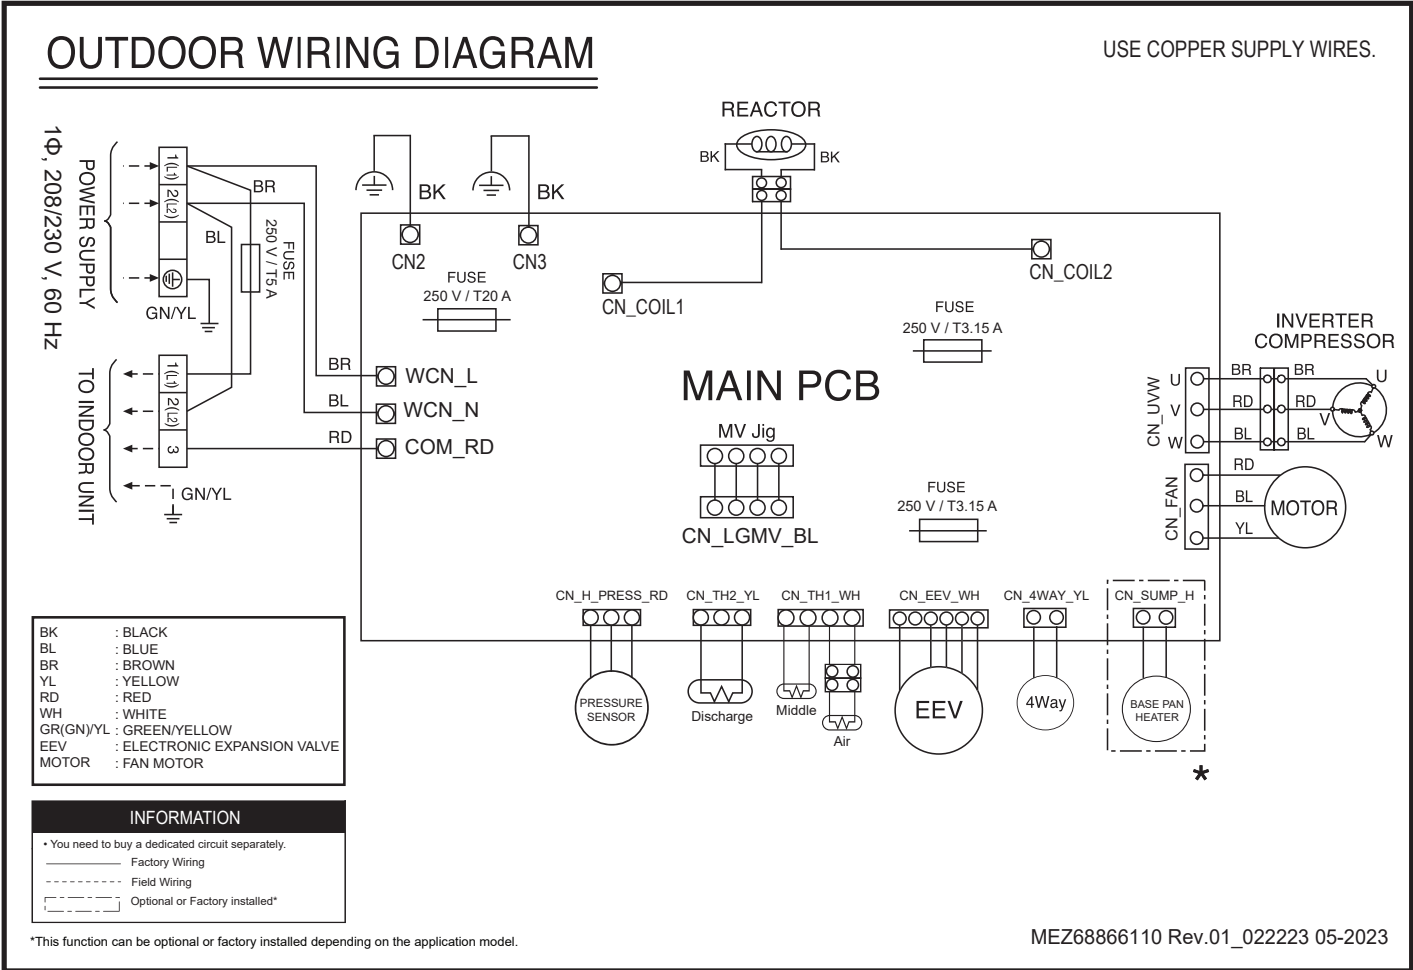 OUTDOOR WIRING DIAGRAM
USE COPPER SUPPLY WIRES.
1Φ, 208/230 V, 60 Hz
POWER SUPPLY
1(L1)
2(L2)
BR
BL
FUSE
250 V / T5 A
GN/YL
TO INDOOR UNIT
1(L1)
2(L2)
3
GN/YL
BR
BL
RD
BK
BK
CN2
CN3
REACTOR
BK
BK
CN_COIL1
CN_COIL2
FUSE
250 V / T20 A
FUSE
250 V / T3.15 A
WCN_L
WCN_N
COM_RD
MAIN PCB
MV Jig
CN_LGMV_BL
FUSE
250 V / T3.15 A
INVERTER
COMPRESSOR
CN_UVW
U
V
W
BR
BR
RD
RD
BL
BL
U
V
W
CN_FAN
RD
BL
YL
MOTOR
CN_H_PRESS_RD
CN_TH2_YL
CN_TH1_WH
CN_EEV_WH
CN_4WAY_YL
CN_SUMP_H
PRESSURE
SENSOR
Discharge
Middle
Air
EEV
4Way
BASE PAN
HEATER
*
BK : BLACK
BL : BLUE
BR : BROWN
YL : YELLOW
RD : RED
WH : WHITE
GR(GN)/YL : GREEN/YELLOW
EEV : ELECTRONIC EXPANSION VALVE
MOTOR : FAN MOTOR
INFORMATION
• You need to buy a dedicated circuit separately.
Factory Wiring
Field Wiring
Optional or Factory installed*
*This function can be optional or factory installed depending on the application model.
MEZ68866110 Rev.01_022223 05-2023